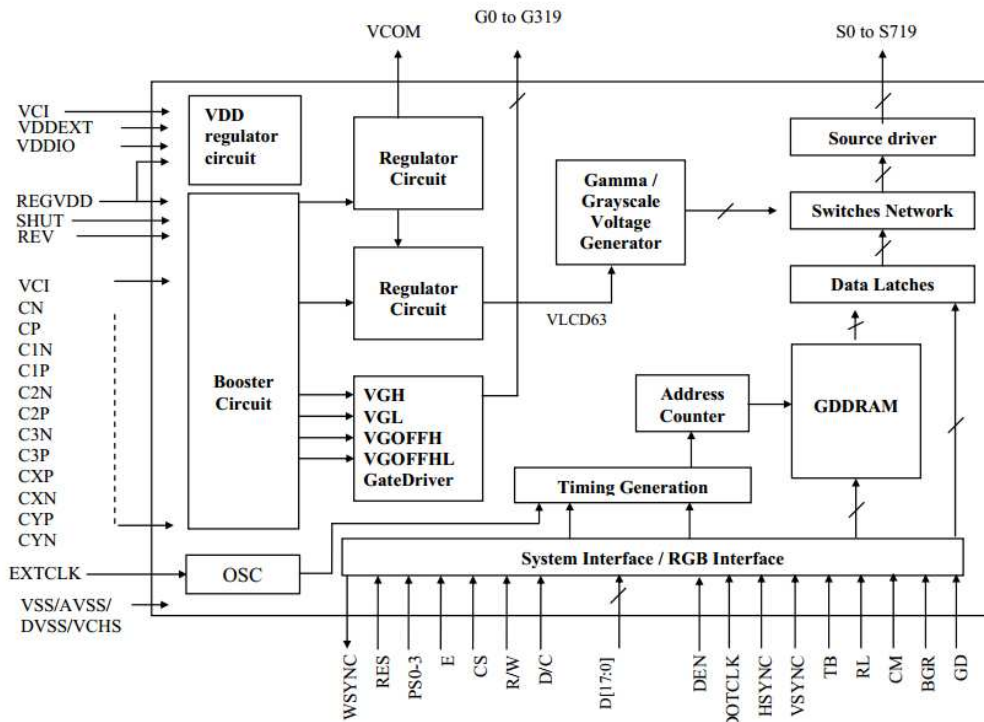 G0 to G319
VCOM
S0 to S719
VCI
VDDEXT
VDDIO
REGVDD
SHUT
REV
VCI
CN
CP
C1N
C1P
C2N
C2P
C3N
C3P
CXP
CXN
CYP
CYN
EXTCLK
VSS/AVSS/
DVSS/VCHS
VDD
regulator
circuit
Regulator
Circuit
Gamma /
Grayscale
Voltage
Generator
Source driver
Switches Network
Data Latches
Regulator
Circuit
VLCD63
Booster
Circuit
VGH
VGL
VGOFFH
VGOFFHL
GateDriver
Address
Counter
GDDRAM
Timing Generation
System Interface / RGB Interface
OSC
WSYNC
RES
PS0-3
E
CS
R/W
D/C
D[17:0]
DEN
OOTCLK
HSYNC
VSYNC
TB
RL
CM
BGR
GD